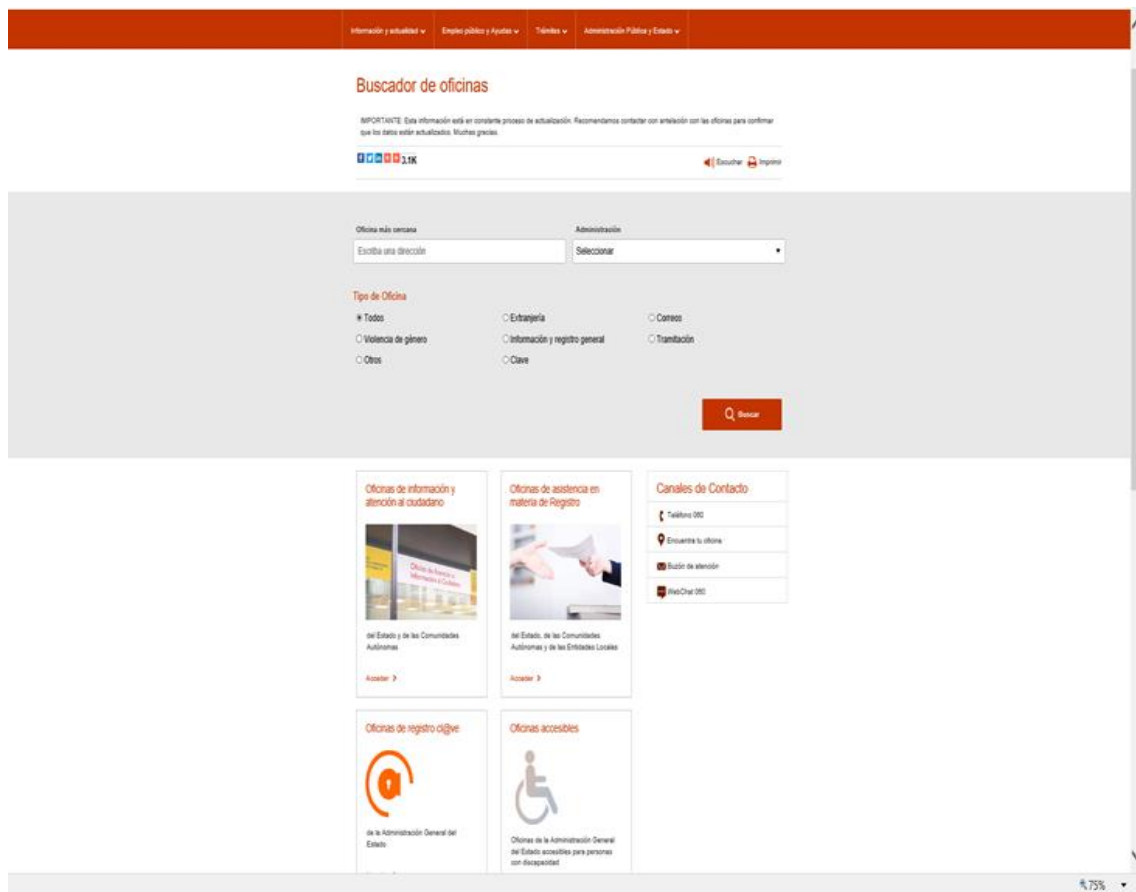 Información y actualidad Empleo público y Ayudas Trámites Administración Pública y Estado
Buscador de oficinas
IMPORTANTE: Esta información está en constante proceso de actualización. Recomendamos contactar con antelación con las oficinas para confirmar
que los datos están actualizados. Muchas gracias.
3.1K Escuchar Imprimir
Oficina más cercana Administración
Escriba una dirección Seleccionar
Tipo de Oficina
Todos Extranjería Correos
Violencia de género Información y registro general Tramitación
Otros Clave
Buscar
Oficinas de información y
atención al ciudadano
Oficina de Atención e
Información al Ciudadano
del Estado y de las Comunidades
Autónomas
Acceder
Oficinas de asistencia en
materia de Registro
del Estado, de las Comunidades
Autónomas y de las Entidades Locales
Acceder
Canales de Contacto
Teléfono 060
Encuentra tu oficina
Buzón de atención
WebChat 060
Oficinas de registro cl@ve
de la Administración General del
Estado
Oficinas accesibles
Oficinas de la Administración General
del Estado accesibles para personas
con discapacidad
75%